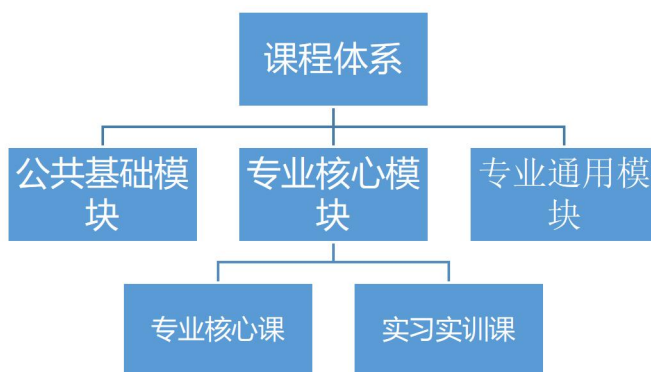 课程体系
公共基础模
块
专业核心模
块
专业通用模
块
专业核心课
实习实训课